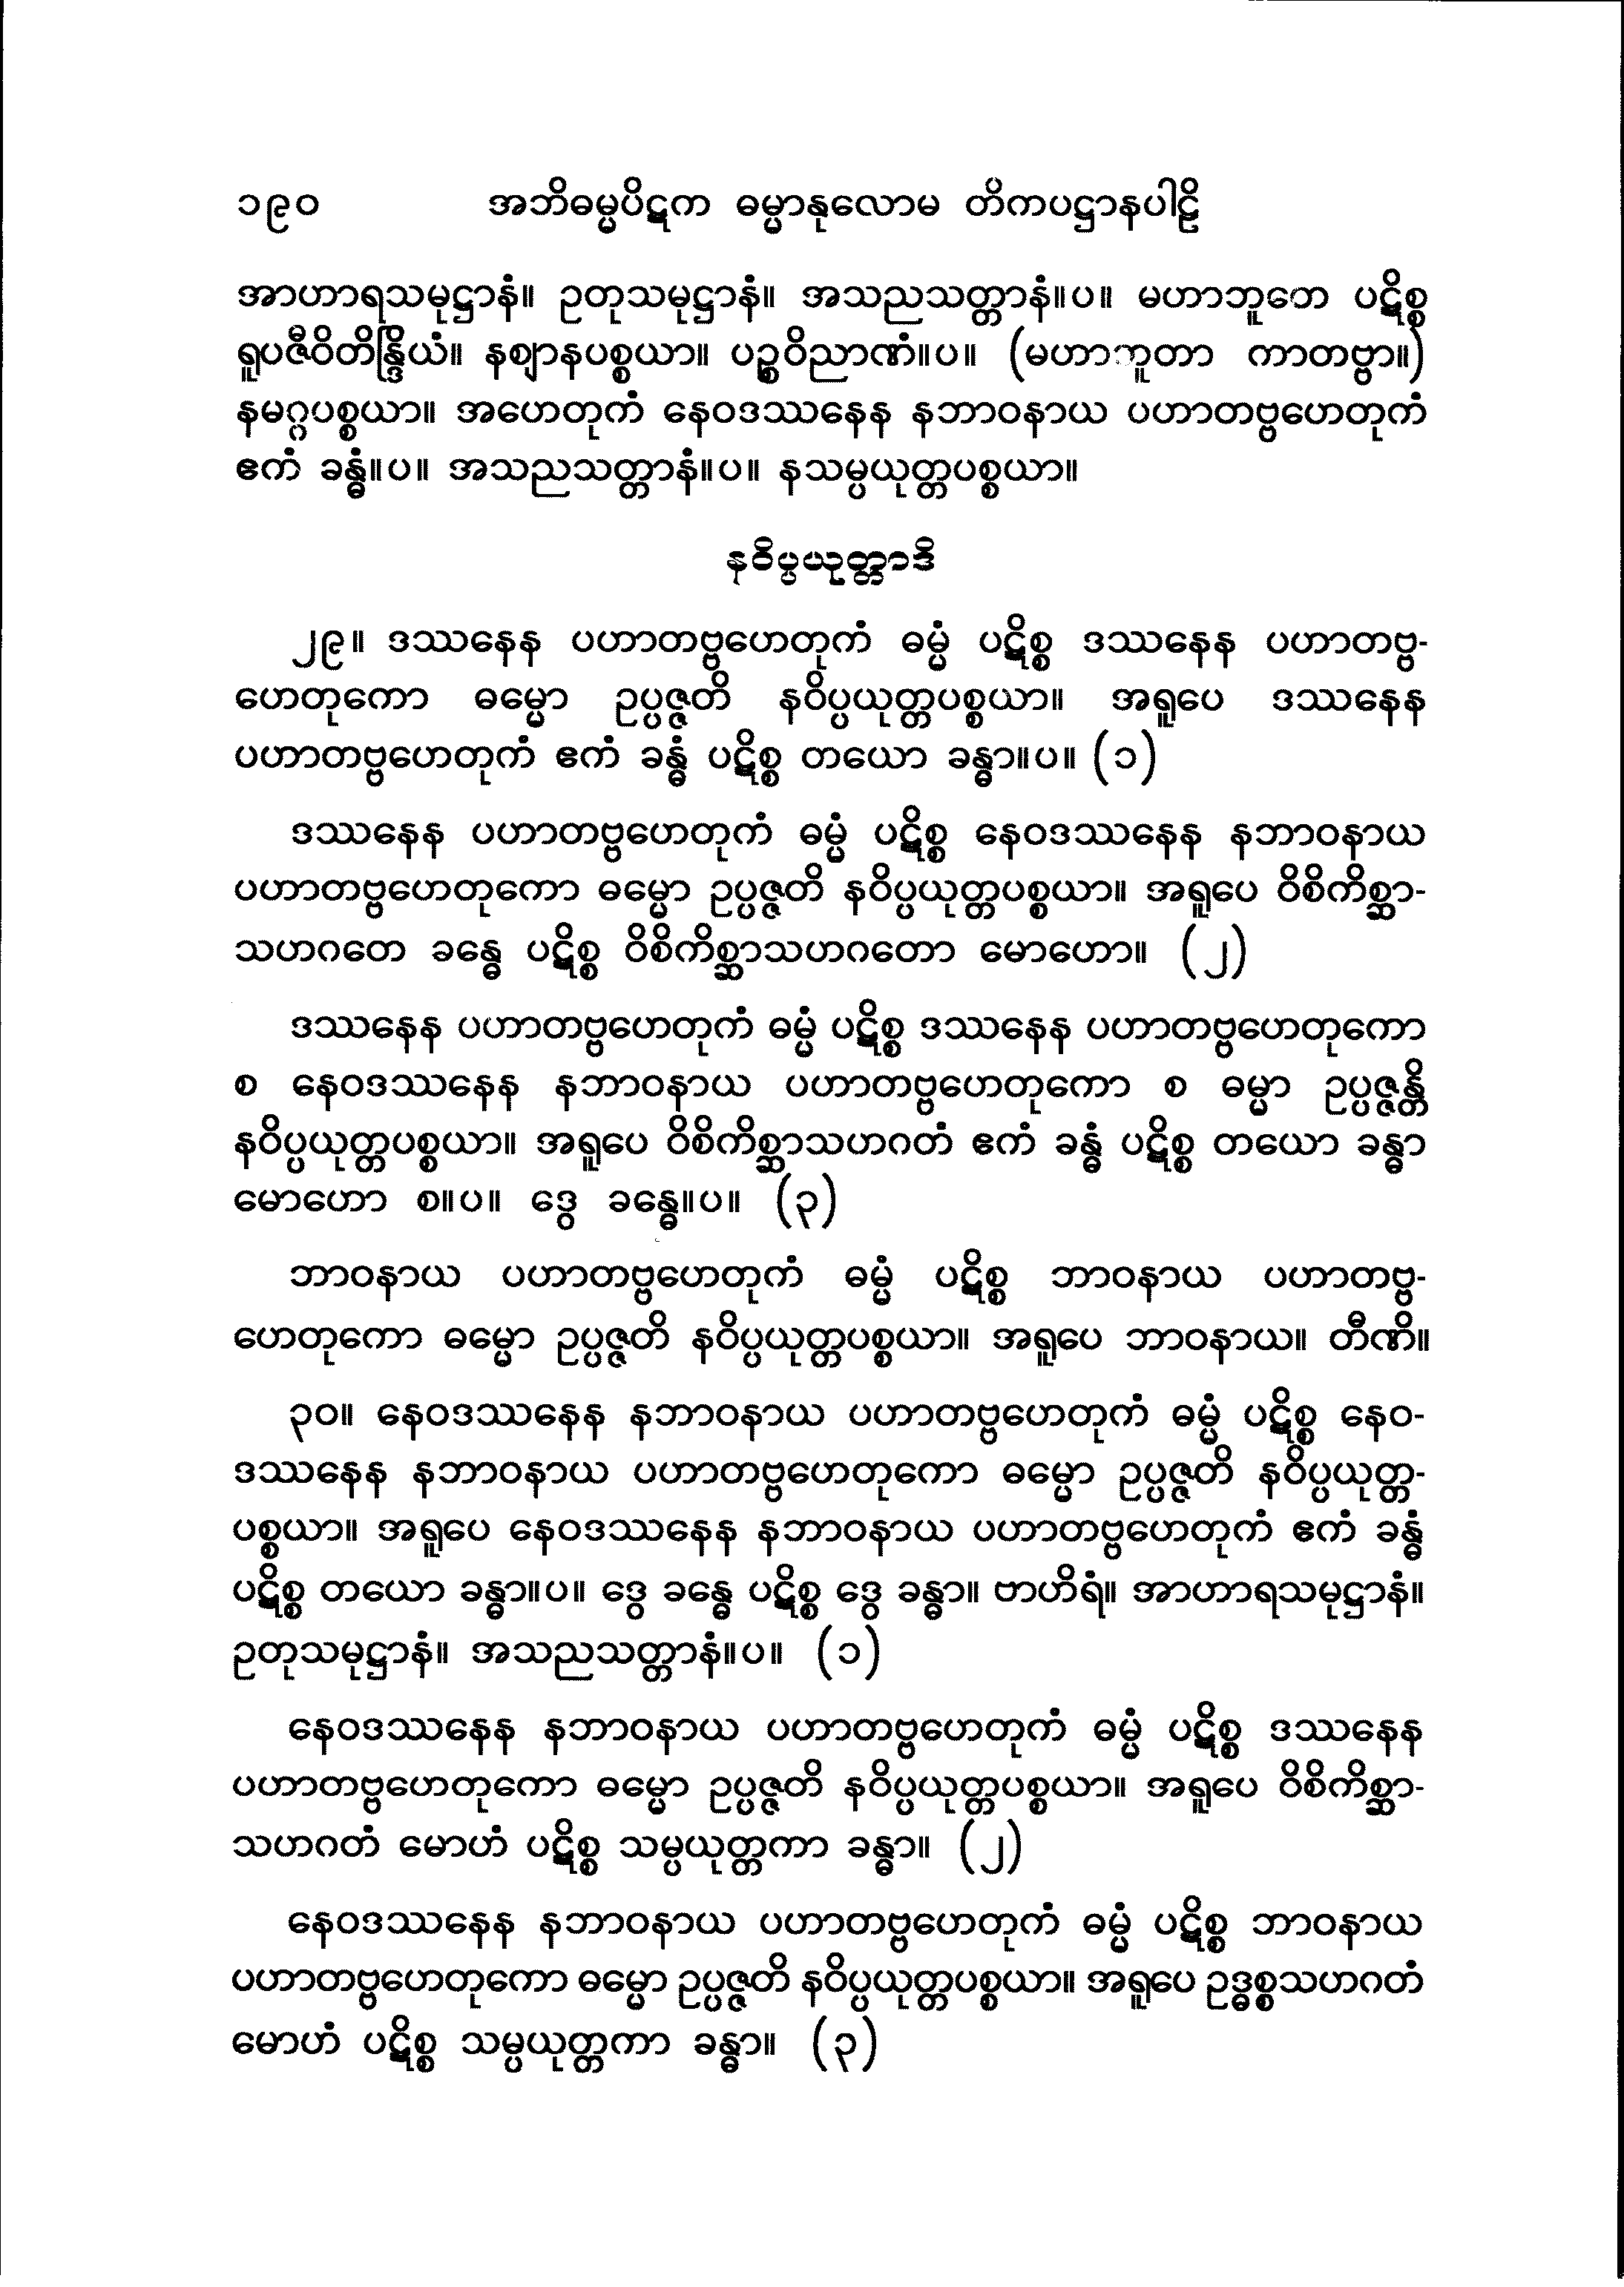 ၁၉၀ အဘိဓမ္မပိဋက ဓမ္မာနုလောမ တိကပဋ္ဌာနပါဠိ
အာဟာရသမုဋ္ဌာနံ။ ဥတုသမုဋ္ဌာနံ။ အသညသတ္တာနံ။ပ။ မဟာဘူတေ ပဋိစ္စ
ရူပဇီဝိတိန္ဒြိယံ။ နဈာနပစ္စယာ။ ပဉ္စဝိညာဏံ။ပ။ (မဟာဘူတာ ကာတဗ္ဗာ။)
နမဂ္ဂပစ္စယာ။ အဟေတုကံ နေဝဒဿနေန နဘာဝနာယ ပဟာတဗ္ဗဟေတုကံ
ဧကံ ခန္ဓံ။ပ။ အသညသတ္တာနံ။ပ။ နသမ္ပယုတ္တပစ္စယာ။
နဝိပ္ပယုတ္တာဒိ
၂၉။ ဒဿနေန ပဟာတဗ္ဗဟေတုကံ ဓမ္မံ ပဋိစ္စ ဒဿနေန ပဟာတဗ္ဗ-
ဟေတုကော ဓမ္မော ဥပ္ပဇ္ဇတိ နဝိပ္ပယုတ္တပစ္စယာ။ အရူပေ ဒဿနေန
ပဟာတဗ္ဗဟေတုကံ ဧကံ ခန္ဓံ ပဋိစ္စ တယော ခန္ဓာ။ပ။ (၁)
ဒဿနေန ပဟာတဗ္ဗဟေတုကံ ဓမ္မံ ပဋိစ္စ နေဝဒဿနေန နဘာဝနာယ
ပဟာတဗ္ဗဟေတုကော ဓမ္မော ဥပ္ပဇ္ဇတိ နဝိပ္ပယုတ္တပစ္စယာ။ အရူပေ ဝိစိကိစ္ဆာ-
သဟဂတေ ခန္ဓေ ပဋိစ္စ ဝိစိကိစ္ဆာသဟဂတော မောဟော။ (၂)
ဒဿနေန ပဟာတဗ္ဗဟေတုကံ ဓမ္မံ ပဋိစ္စ ဒဿနေန ပဟာတဗ္ဗဟေတုကော
စ နေဝဒဿနေန နဘာဝနာယ ပဟာတဗ္ဗဟေတုကော စ ဓမ္မာ ဥပ္ပဇ္ဇန္တိ
နဝိပ္ပယုတ္တပစ္စယာ။ အရူပေ ဝိစိကိစ္ဆာသဟဂတံ ဧကံ ခန္ဓံ ပဋိစ္စ တယော ခန္ဓာ
မောဟော စ။ပ။ ဒွေ ခန္ဓေ။ပ။ (၃)
ဘာဝနာယ ပဟာတဗ္ဗဟေတုကံ ဓမ္မံ ပဋိစ္စ ဘာဝနာယ ပဟာတဗ္ဗ-
ဟေတုကော ဓမ္မော ဥပ္ပဇ္ဇတိ နဝိပ္ပယုတ္တပစ္စယာ။ အရူပေ ဘာဝနာယ။ တီဏိ။
၃၀။ နေဝဒဿနေန နဘာဝနာယ ပဟာတဗ္ဗဟေတုကံ ဓမ္မံ ပဋိစ္စ နေဝ-
ဒဿနေန နဘာဝနာယ ပဟာတဗ္ဗဟေတုကော ဓမ္မော ဥပ္ပဇ္ဇတိ နဝိပ္ပယုတ္တ-
ပစ္စယာ။ အရူပေ နေဝဒဿနေန နဘာဝနာယ ပဟာတဗ္ဗဟေတုကံ ဧကံ ခန္ဓံ
ပဋိစ္စ တယော ခန္ဓာ။ပ။ ဒွေ ခန္ဓေ ပဋိစ္စ ဒွေ ခန္ဓာ။ ဗာဟိရံ။ အာဟာရသမုဋ္ဌာနံ။
ဥတုသမုဋ္ဌာနံ။ အသညသတ္တာနံ။ပ။ (၁)
နေဝဒဿနေန နဘာဝနာယ ပဟာတဗ္ဗဟေတုကံ ဓမ္မံ ပဋိစ္စ ဒဿနေန
ပဟာတဗ္ဗဟေတုကော ဓမ္မော ဥပ္ပဇ္ဇတိ နဝိပ္ပယုတ္တပစ္စယာ။ အရူပေ ဝိစိကိစ္ဆာ-
သဟဂတံ မောဟံ ပဋိစ္စ သမ္ပယုတ္တကာ ခန္ဓာ။ (၂)
နေဝဒဿနေန နဘာဝနာယ ပဟာတဗ္ဗဟေတုကံ ဓမ္မံ ပဋိစ္စ ဘာဝနာယ
ပဟာတဗ္ဗဟေတုကော ဓမ္မော ဥပ္ပဇ္ဇတိ နဝိပ္ပယုတ္တပစ္စယာ။ အရူပေ ဥဒ္ဓစ္စသဟဂတံ
မောဟံ ပဋိစ္စ သမ္ပယုတ္တကာ ခန္ဓာ။ (၃)